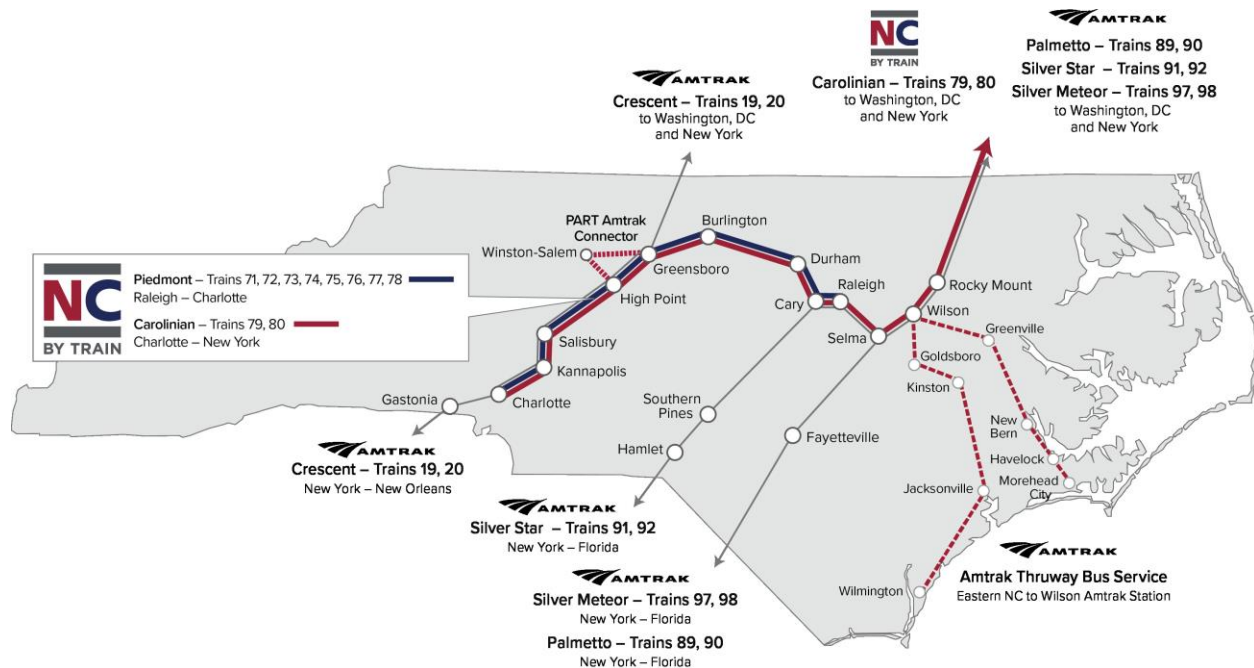 AMTRAK
Crescent – Trains 19, 20
to Washington, DC
and New York
NC
BY TRAIN
Carolinian – Trains 79, 80
to Washington, DC
and New York
AMTRAK
Palmetto – Trains 89, 90
Silver Star – Trains 91, 92
Silver Meteor – Trains 97, 98
to Washington, DC
and New York
NC
BY TRAIN
Piedmont – Trains 71, 72, 73, 74, 75, 76, 77, 78
Raleigh – Charlotte
Carolinian – Trains 79, 80
Charlotte – New York
PART Amtrak
Connector
Winston-Salem
Greensboro
High Point
Burlington
Durham
Cary
Raleigh
Selma
Wilson
Rocky Mount
Salisbury
Kannapolis
Charlotte
Gastonia
Southern
Pines
Hamlet
Fayetteville
Goldsboro
Kinston
Greenville
New
Bern
Havelock
Morehead
City
Jacksonville
Wilmington
AMTRAK
Crescent – Trains 19, 20
New York – New Orleans
AMTRAK
Silver Star – Trains 91, 92
New York – Florida
AMTRAK
Silver Meteor – Trains 97, 98
New York – Florida
Palmetto – Trains 89, 90
New York – Florida
AMTRAK
Amtrak Thruway Bus Service
Eastern NC to Wilson Amtrak Station